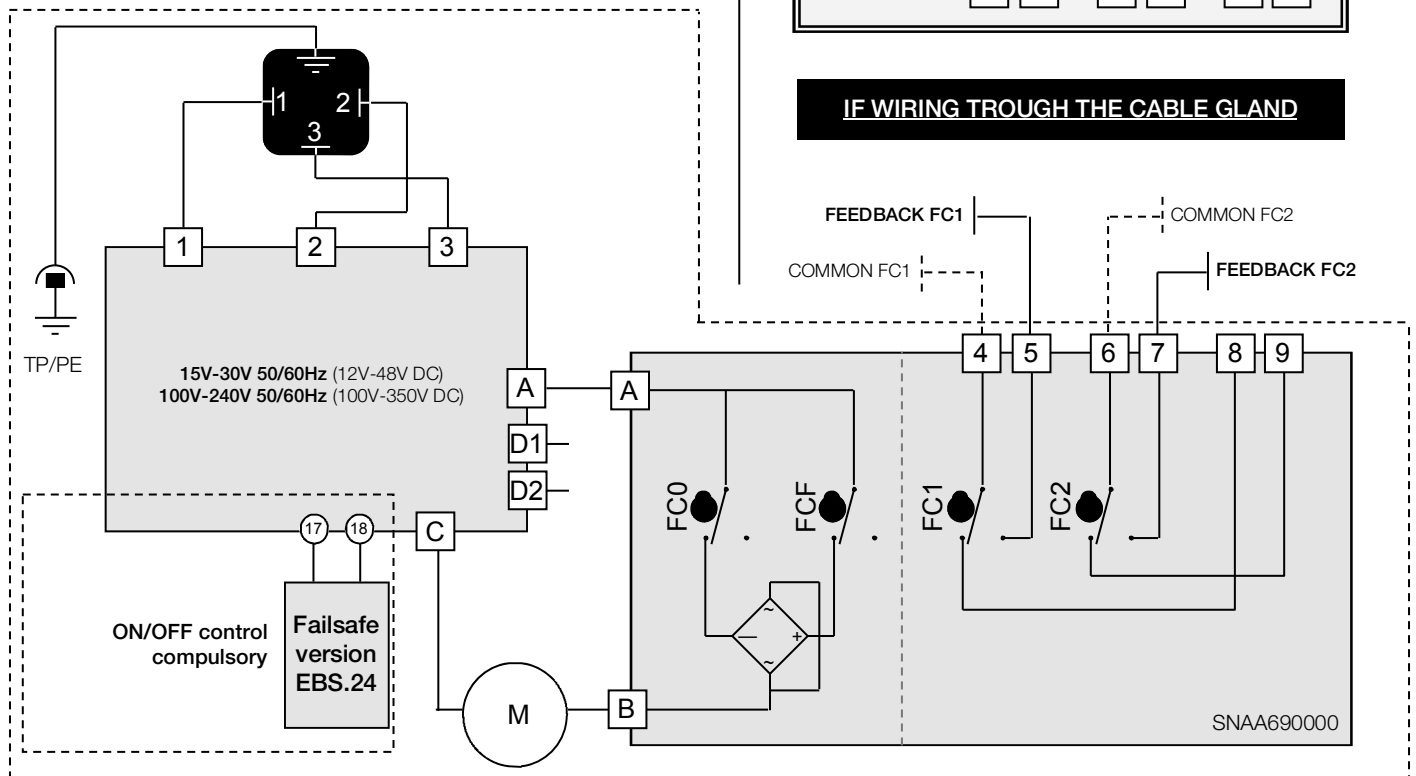 IF WIRING TROUGH THE CABLE GLAND
1
2
3
FEEDBACK FC1
COMMON FC2
COMMON FC1
FEEDBACK FC2
1
2
3
TP/PE
15V-30V 50/60Hz (12V-48V DC)
100V-240V 50/60Hz (100V-350V DC)
A
D1
D2
C
17
18
ON/OFF control
compulsory
Failsafe
version
EBS.24
M
A
B
4
5
6
7
8
9
FC0
FCF
FC1
FC2
~
— +
~
SNAA690000